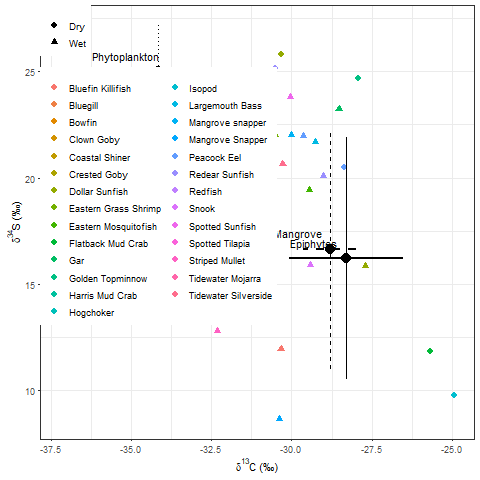 Dry
Wet
Phytoplankton
Bluefin Killifish
Bluegill
Bowfin
Clown Goby
Coastal Shiner
Crested Goby
Dollar Sunfish
Eastern Grass Shrimp
Eastern Mosquitofish
Flatback Mud Crab
Gar
Golden Topminnow
Harris Mud Crab
Hogchoker
Isopod
Largemouth Bass
Mangrove snapper
Mangrove Snapper
Peacock Eel
Redear Sunfish
Redfish
Snook
Spotted Sunfish
Spotted Tilapia
Striped Mullet
Tidewater Mojarra
Tidewater Silverside
Mangrove
Epiphytes
25
20
15
10
δ³⁴S (‰)
-37.5
-35.0
-32.5
-30.0
-27.5
-25.0
δ¹³C (‰)